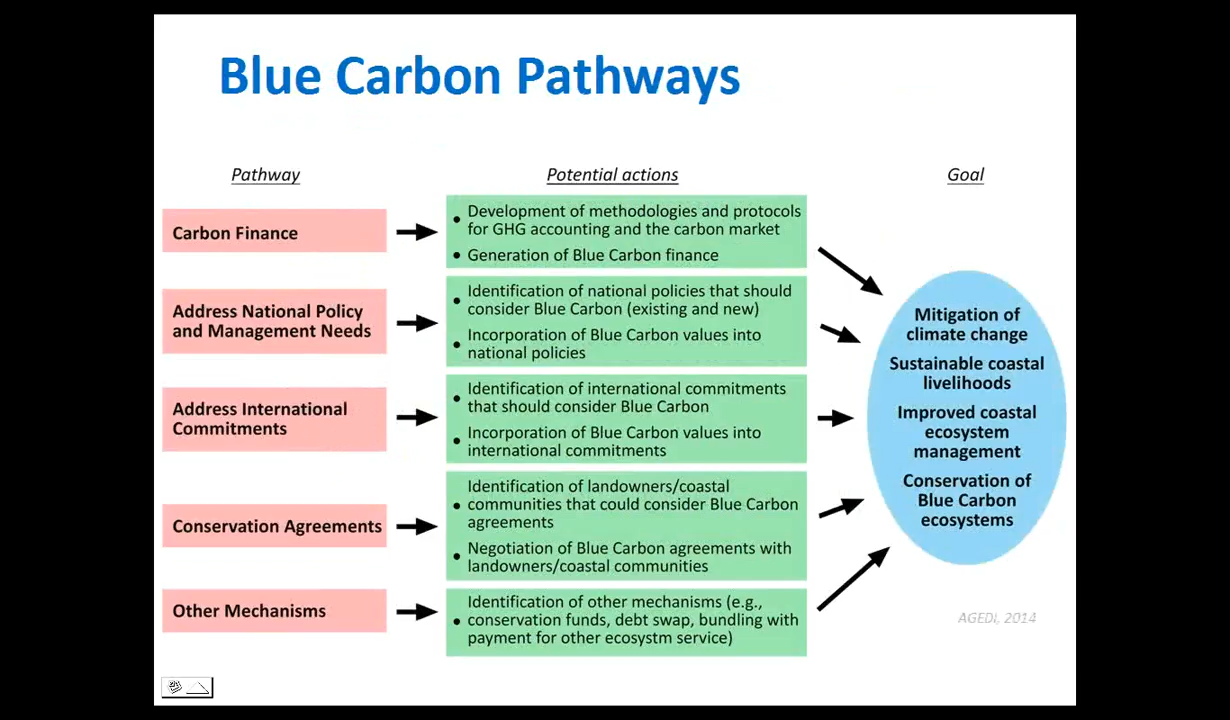 Blue Carbon Pathways
Pathway
Potential actions
Goal
Carbon Finance
• Development of methodologies and protocols
for GHG accounting and the carbon market
• Generation of Blue Carbon finance
Address National Policy
and Management Needs
• Identification of national policies that should
consider Blue Carbon (existing and new)
• Incorporation of Blue Carbon values into
national policies
Address International
Commitments
• Identification of international commitments
that should consider Blue Carbon
• Incorporation of Blue Carbon values into
international commitments
Conservation Agreements
• Identification of landowners/coastal
communities that could consider Blue Carbon
agreements
• Negotiation of Blue Carbon agreements with
landowners/coastal communities
Other Mechanisms
• Identification of other mechanisms (e.g.,
conservation funds, debt swap, bundling with
payment for other ecosystm service)
Mitigation of
climate change
Sustainable coastal
livelihoods
Improved coastal
ecosystem
management
Conservation of
Blue Carbon
ecosystems
AGEDI, 2014